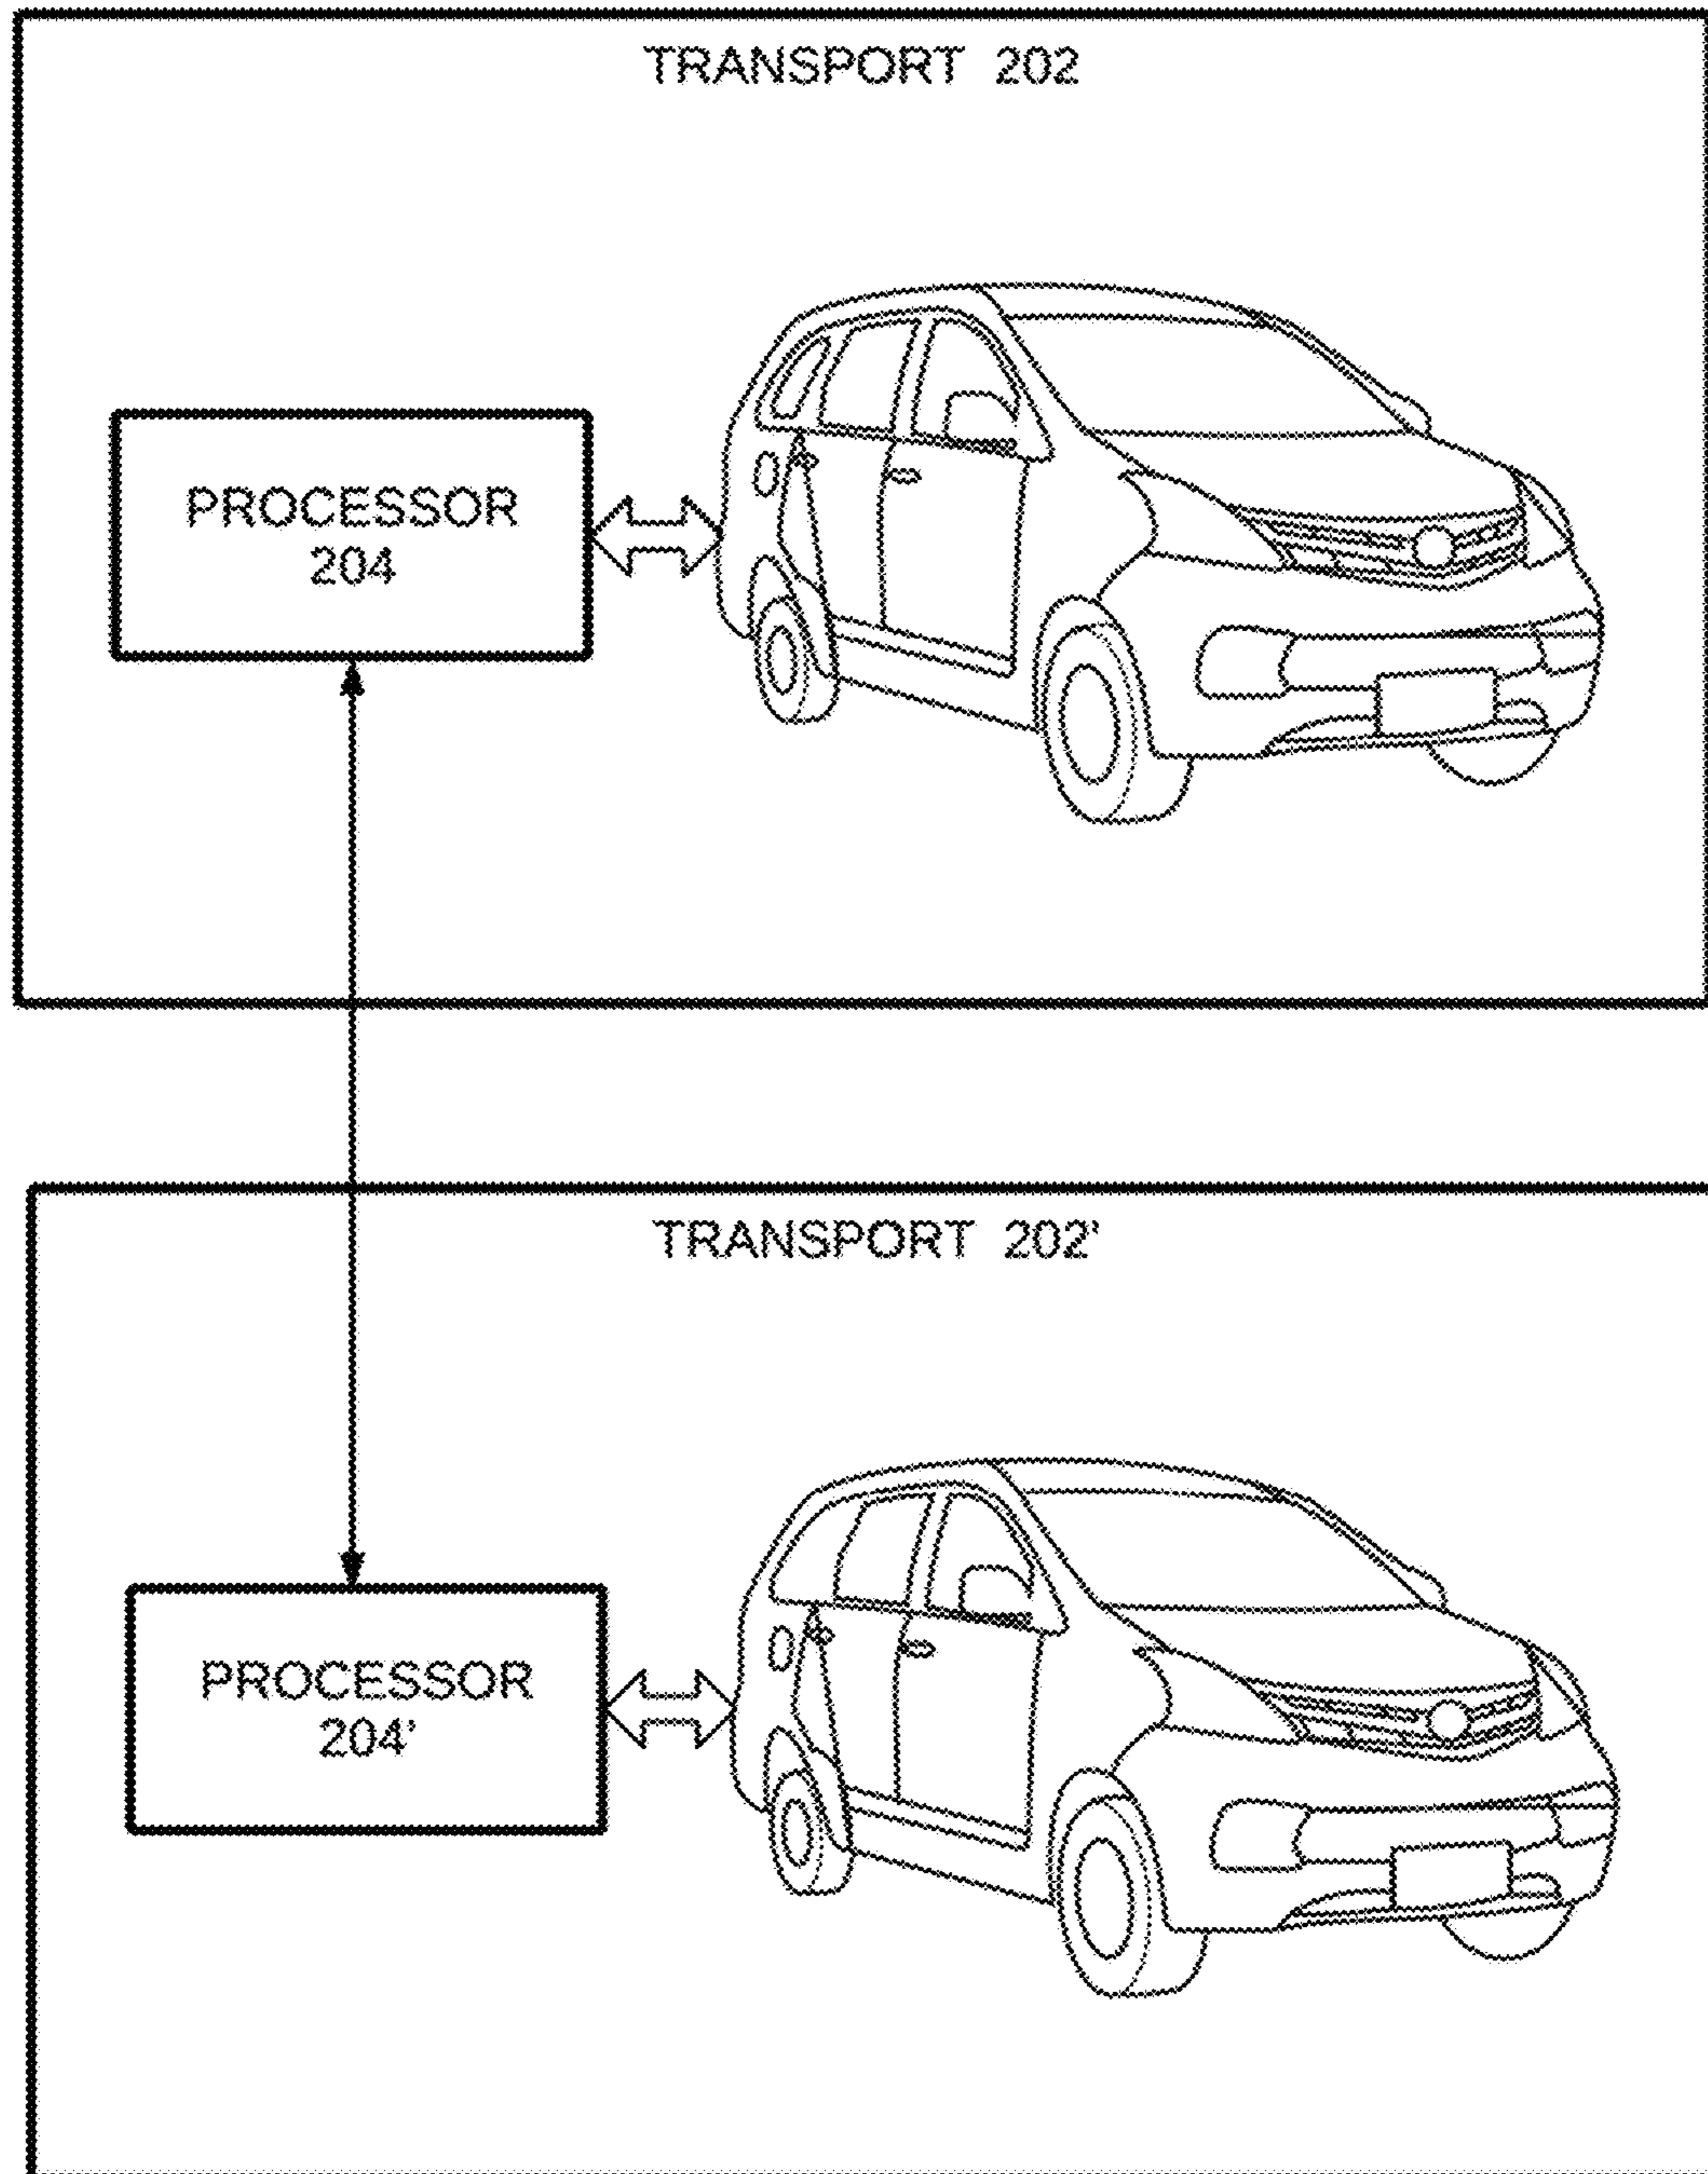 TRANSPORT 202
PROCESSOR
204
TRANSPORT 202'
PROCESSOR
204'